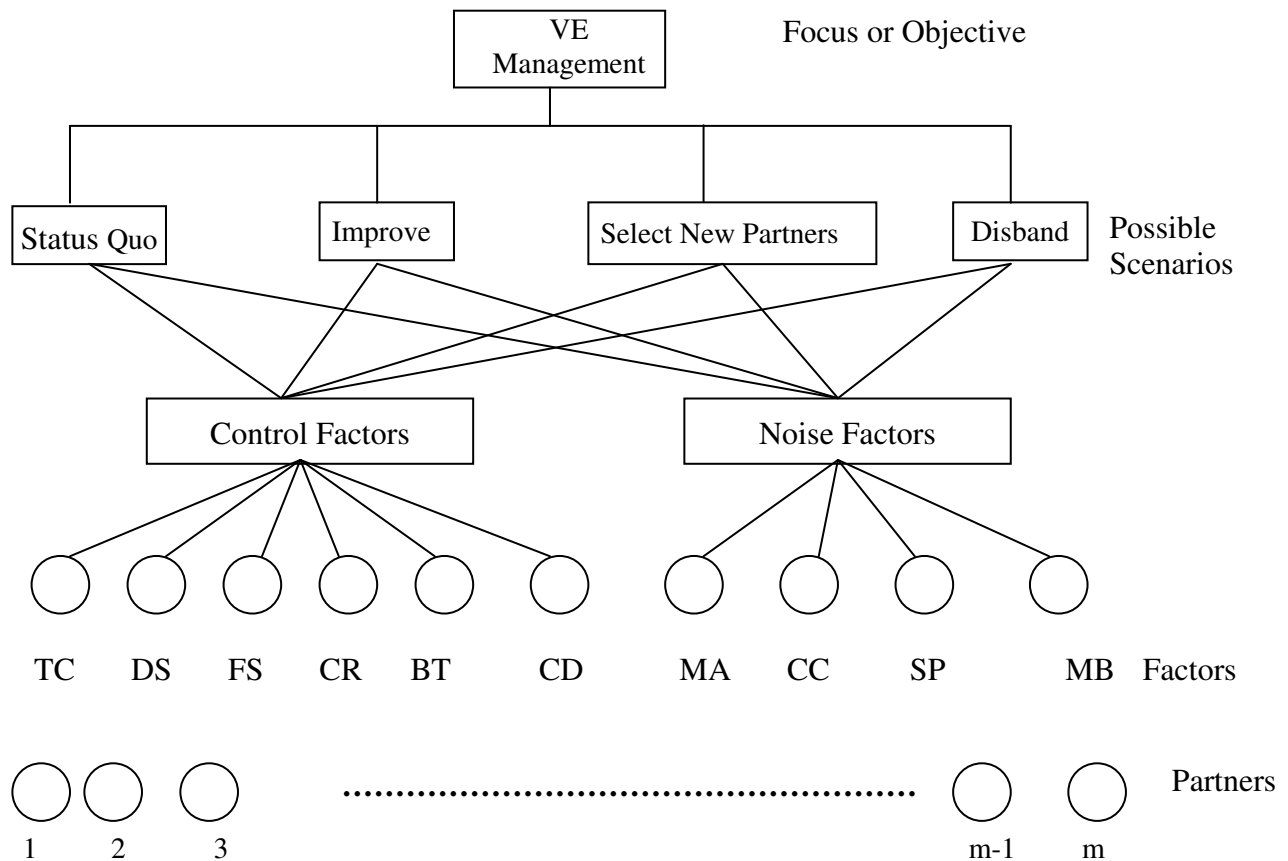 VE
Management
Focus or Objective
Status Quo
Improve
Select New Partners
Disband
Possible
Scenarios
Control Factors
Noise Factors
TC DS FS CR BT CD MA CC SP MB Factors
Partners
1 2 3 m-1 m